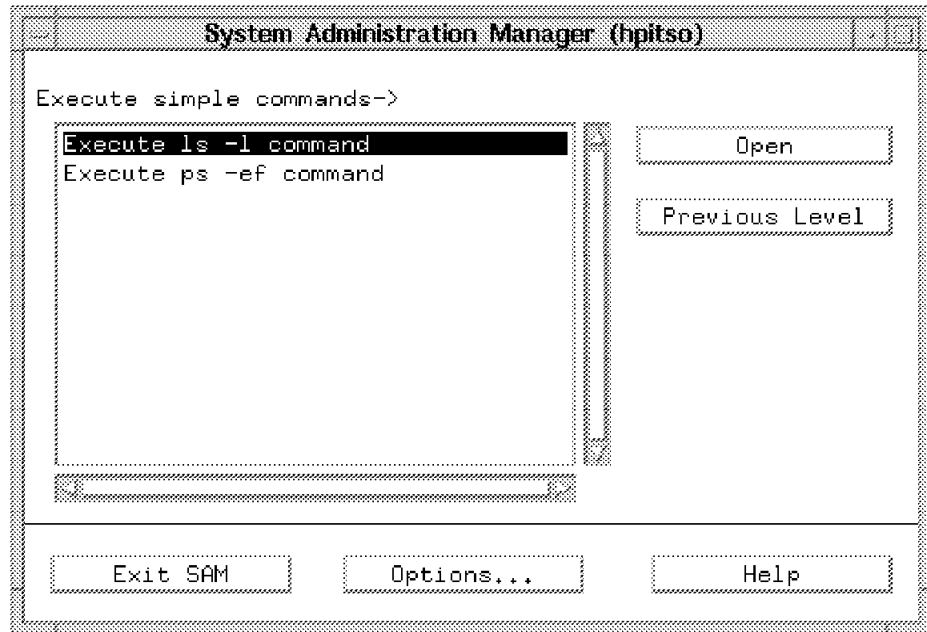 System Administration Manager (hpitso)
Execute simple commands->
Execute ls -l command
Execute ps -ef command
Open
Previous Level
Exit SAM
Options...
Help